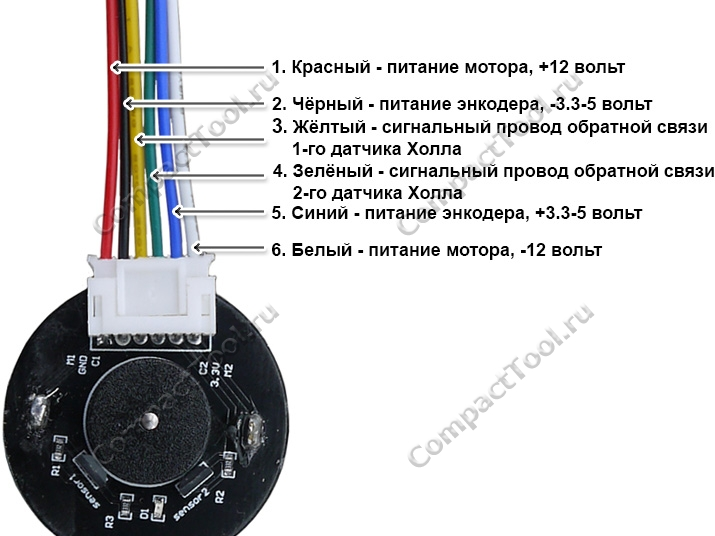 1. Красный - питание мотора, +12 вольт
2. Чёрный - питание энкодера, -3.3-5 вольт
3. Жёлтый - сигнальный провод обратной связи
1-го датчика Холла
4. Зелёный - сигнальный провод обратной связи
2-го датчика Холла
5. Синий - питание энкодера, +3.3-5 вольт
6. Белый - питание мотора, -12 вольт
CompactTool.ru
CompactTool.ru
CompactTool.ru
CompactTool.ru
M1
GND
C1
C2
3.3V
M2
R1
sensor1
R3
D1
sensor2
R2